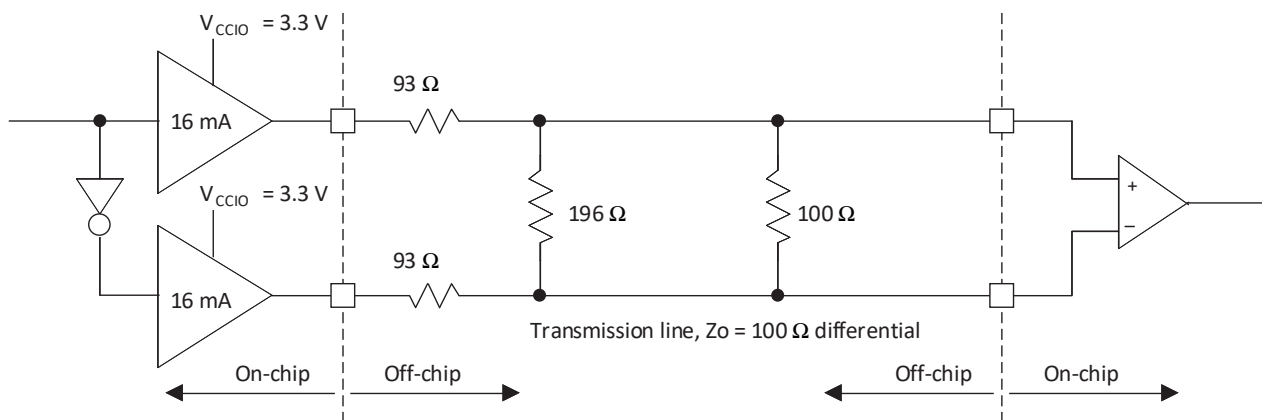 V_CCIO = 3.3 V
93 Ω
16 mA
+
V_CCIO = 3.3 V
196 Ω
100 Ω
–
93 Ω
16 mA
Transmission line, Zo = 100 Ω differential
On-chip
Off-chip
Off-chip
On-chip